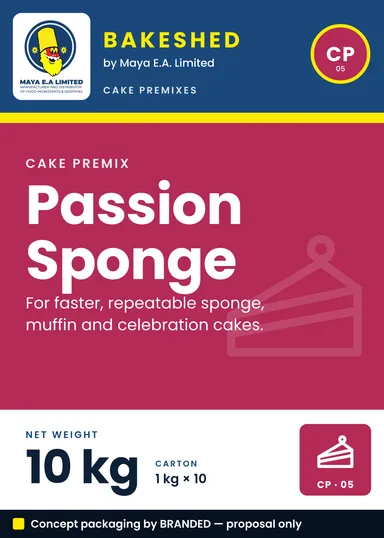 BAKESHED
by Maya E.A. Limited
CAKE PREMIXES
MAYA E.A LIMITED
MANUFACTURER AND DISTRIBUTOR
OF FOOD INGREDIENTS & ADDITIVES
CP
05
CAKE PREMIX
Passion
Sponge
For faster, repeatable sponge,
muffin and celebration cakes.
NET WEIGHT
10 kg
CARTON
1 kg × 10
CP · 05
Concept packaging by BRANDED — proposal only